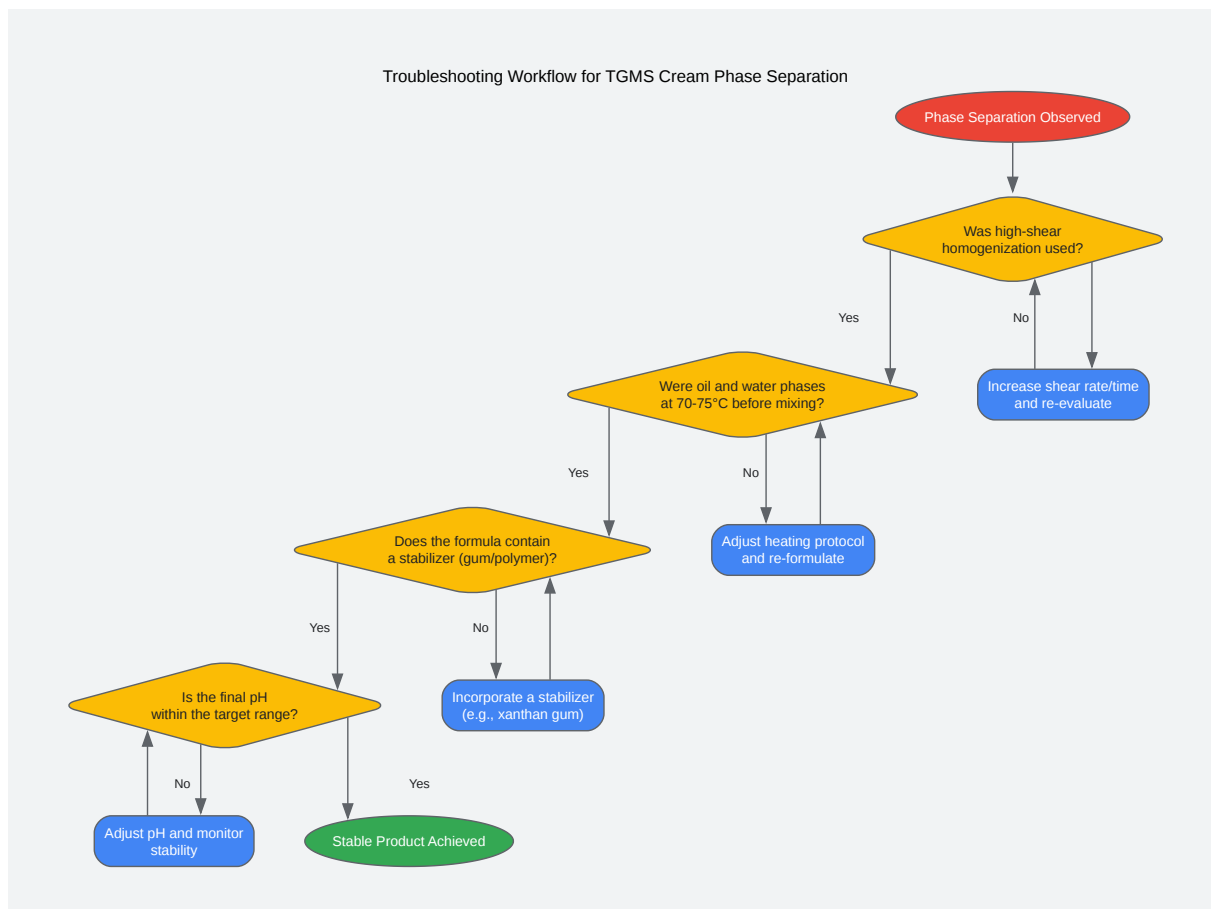 Troubleshooting Workflow for TGMS Cream Phase Separation
Phase Separation Observed
Was high-shear
homogenization used?
Yes
No
Increase shear rate/time
and re-evaluate
Were oil and water phases
at 70-75°C before mixing?
Yes
No
Adjust heating protocol
and re-formulate
Does the formula contain
a stabilizer (gum/polymer)?
Yes
No
Incorporate a stabilizer
(e.g., xanthan gum)
Is the final pH
within the target range?
No
Yes
Adjust pH and monitor
stability
Stable Product Achieved